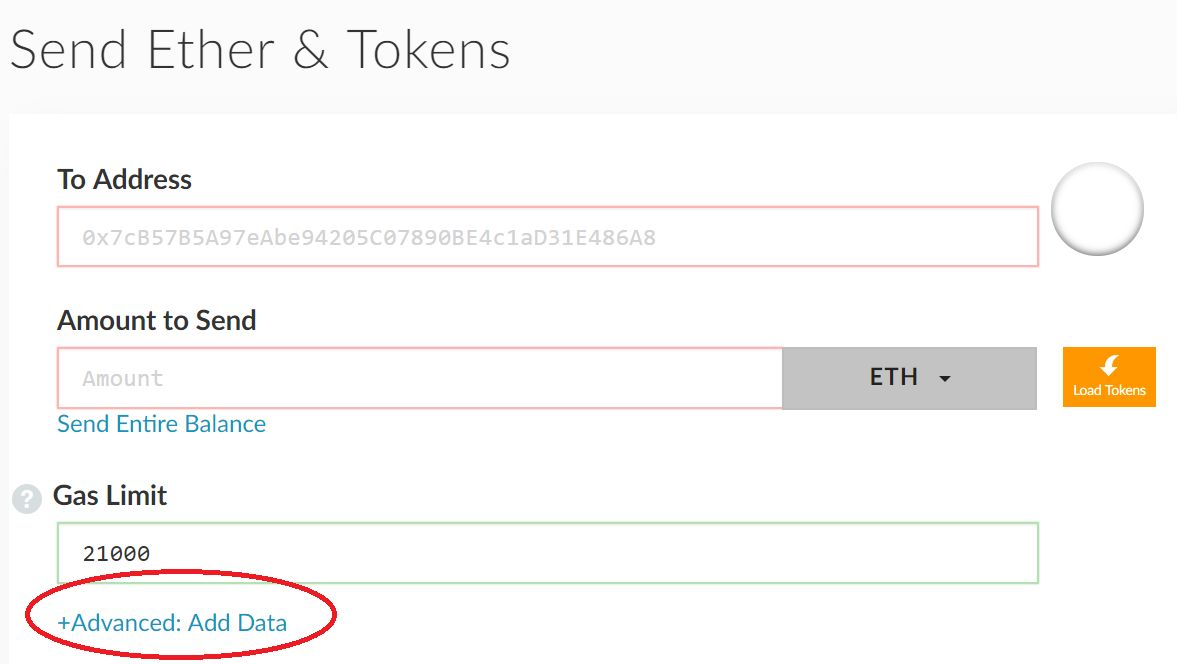 Send Ether & Tokens
To Address
0x7cB57B5A97eAbe94205C07890BE4c1aD31E486A8
Amount to Send
Amount
ETH
Load Tokens
Send Entire Balance
? Gas Limit
21000
+Advanced: Add Data